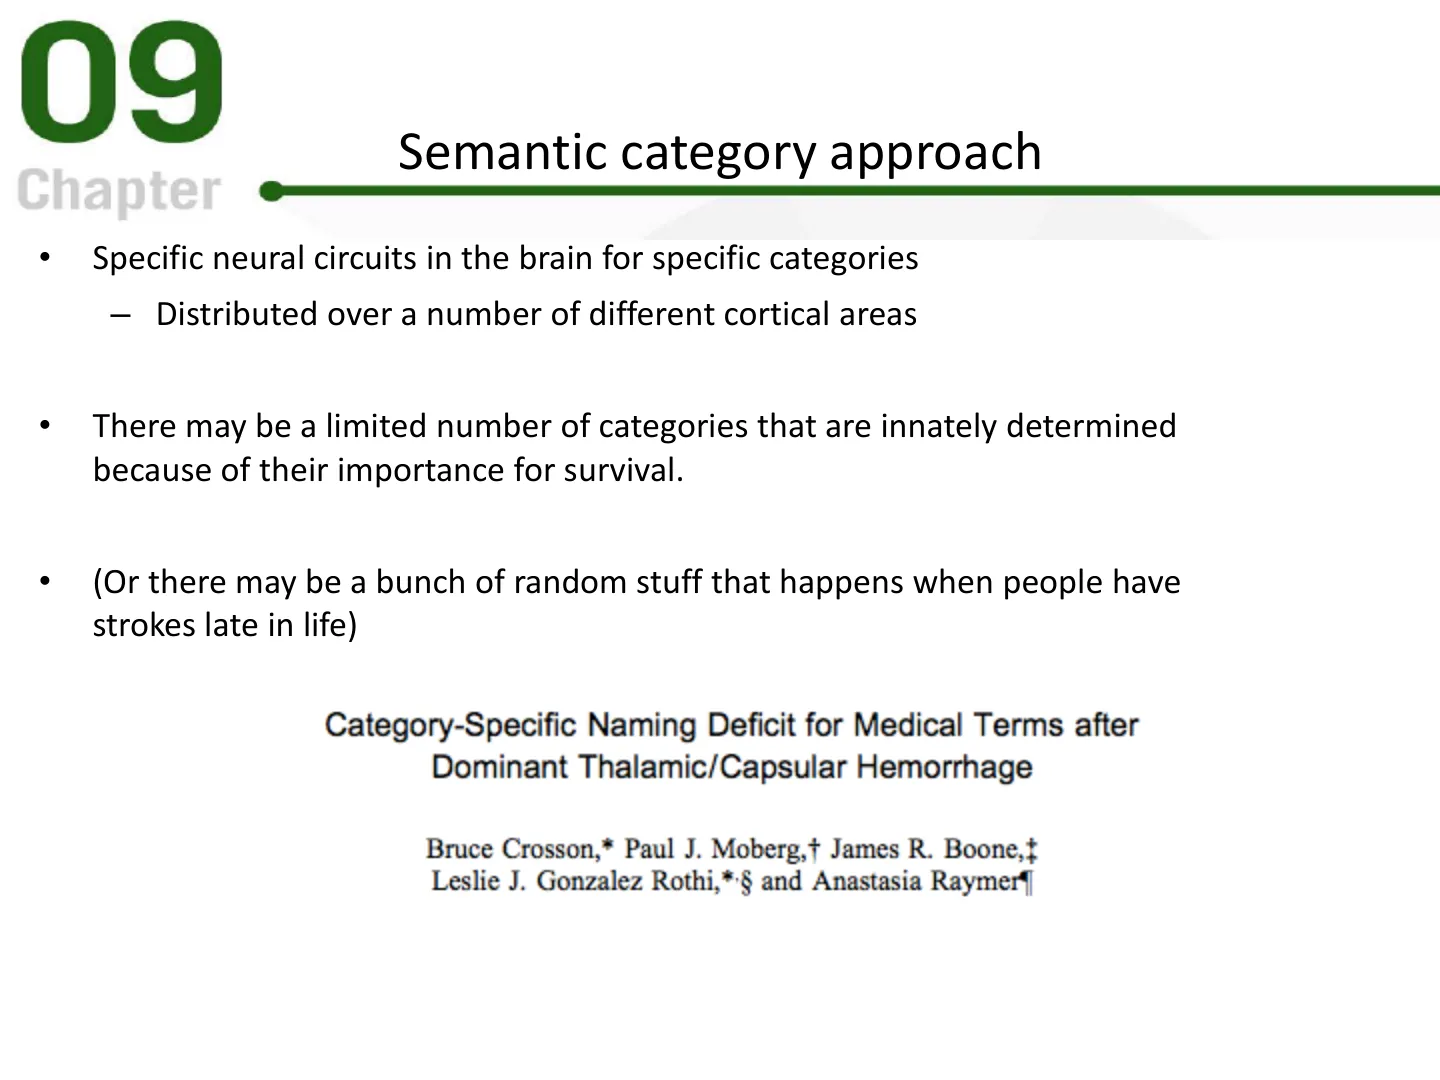 09
Chapter
Semantic category approach
• Specific neural circuits in the brain for specific categories
– Distributed over a number of different cortical areas
• There may be a limited number of categories that are innately determined
because of their importance for survival.
• (Or there may be a bunch of random stuff that happens when people have
strokes late in life)
Category-Specific Naming Deficit for Medical Terms after
Dominant Thalamic/Capsular Hemorrhage
Bruce Crosson,* Paul J. Moberg,† James R. Boone,‡
Leslie J. Gonzalez Rothi,*,§ and Anastasia Raymer¶